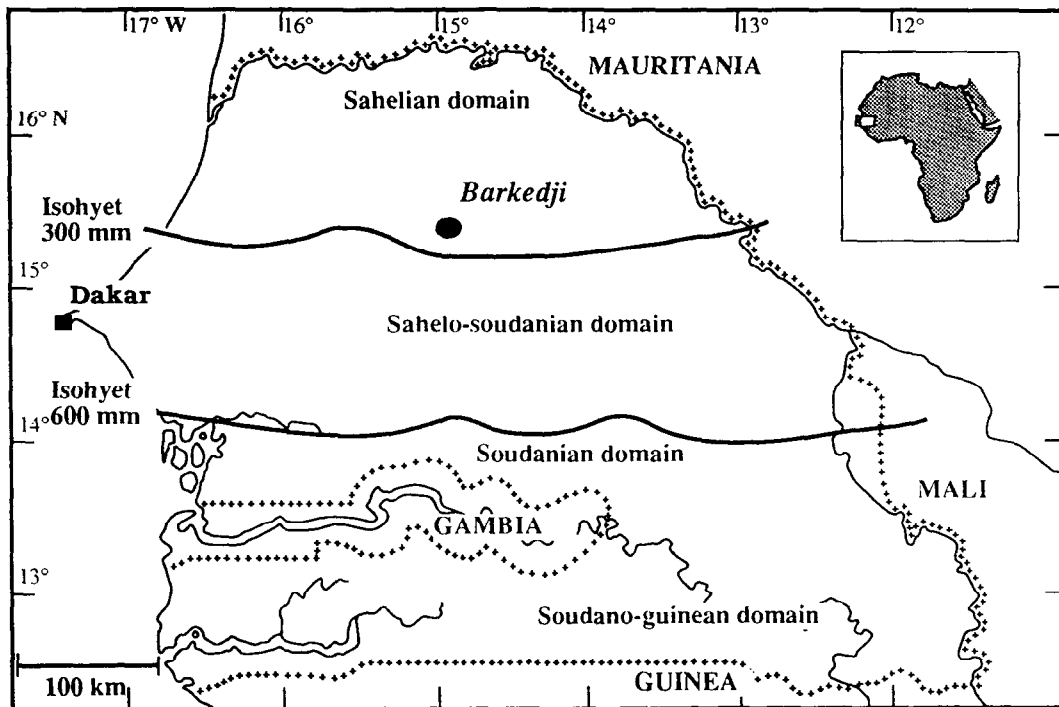 17° W
16°
15°
14°
13°
12°
MAURITANIA
Sahelian domain
16° N
Barkedji
Isohyet
300 mm
15°
Dakar
Sahelo-soudanian domain
Isohyet
600 mm
14°
Soudanian domain
MALI
GAMBIA
13°
Soudano-guinean domain
100 km
GUINEA